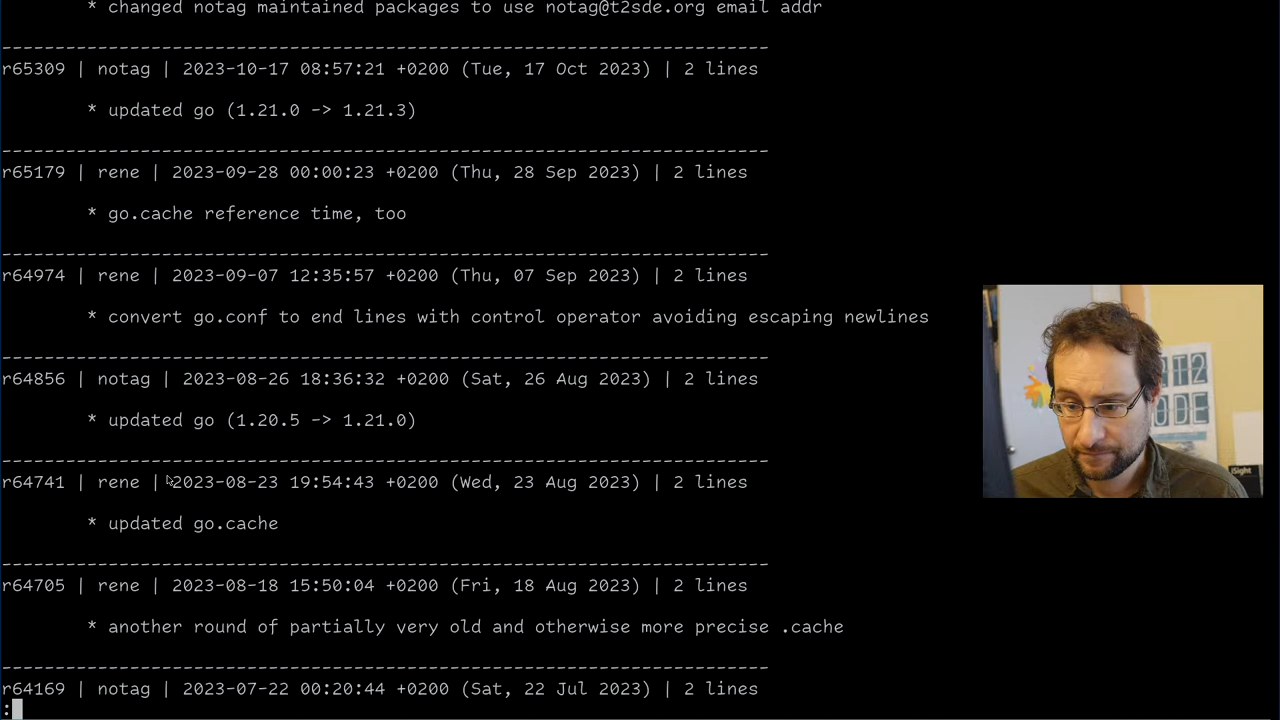 * changed notag maintained packages to use notag@t2sde.org email addr
------------------------------------------------------------------------
r65309 | notag | 2023-10-17 08:57:21 +0200 (Tue, 17 Oct 2023) | 2 lines
* updated go (1.21.0 -> 1.21.3)
------------------------------------------------------------------------
r65179 | rene | 2023-09-28 00:00:23 +0200 (Thu, 28 Sep 2023) | 2 lines
* go.cache reference time, too
------------------------------------------------------------------------
r64974 | rene | 2023-09-07 12:35:57 +0200 (Thu, 07 Sep 2023) | 2 lines
* convert go.conf to end lines with control operator avoiding escaping newlines
------------------------------------------------------------------------
r64856 | notag | 2023-08-26 18:36:32 +0200 (Sat, 26 Aug 2023) | 2 lines
* updated go (1.20.5 -> 1.21.0)
------------------------------------------------------------------------
r64741 | rene | 2023-08-23 19:54:43 +0200 (Wed, 23 Aug 2023) | 2 lines
* updated go.cache
------------------------------------------------------------------------
r64705 | rene | 2023-08-18 15:50:04 +0200 (Fri, 18 Aug 2023) | 2 lines
* another round of partially very old and otherwise more precise .cache
------------------------------------------------------------------------
r64169 | notag | 2023-07-22 00:20:44 +0200 (Sat, 22 Jul 2023) | 2 lines
:
T2
ODE
iSight